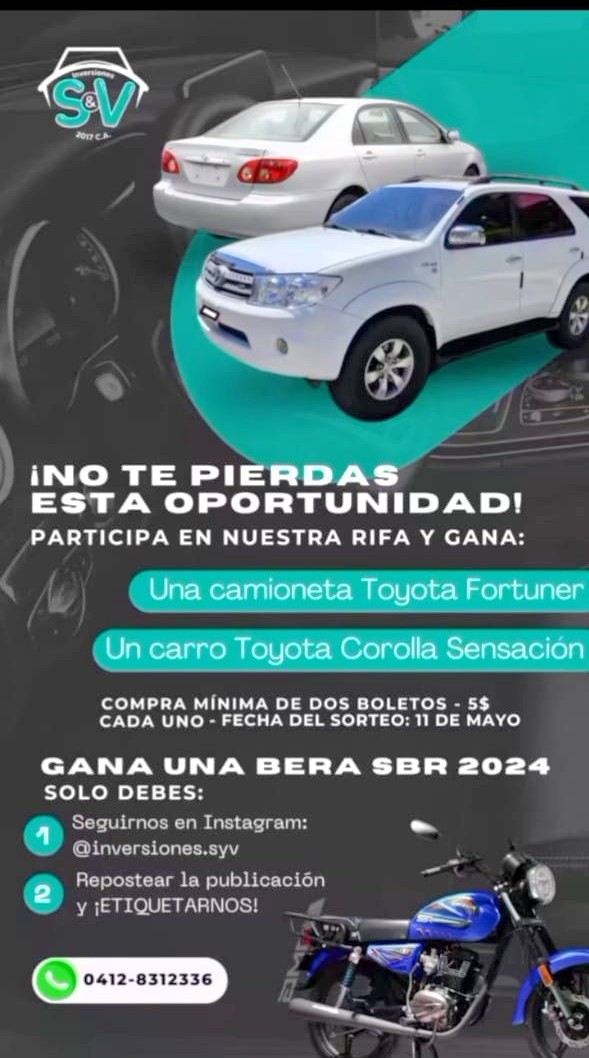 Inversiones
S&V
2017 C.A.
¡NO TE PIERDAS
ESTA OPORTUNIDAD!
PARTICIPA EN NUESTRA RIFA Y GANA:
Una camioneta Toyota Fortuner
Un carro Toyota Corolla Sensación
COMPRA MÍNIMA DE DOS BOLETOS - 5$
CADA UNO - FECHA DEL SORTEO: 11 DE MAYO
GANA UNA BERA SBR 2024
SOLO DEBES:
1 Seguirnos en Instagram:
@inversiones.syv
2 Repostear la publicación
y ¡ETIQUETARNOS!
0412-8312336